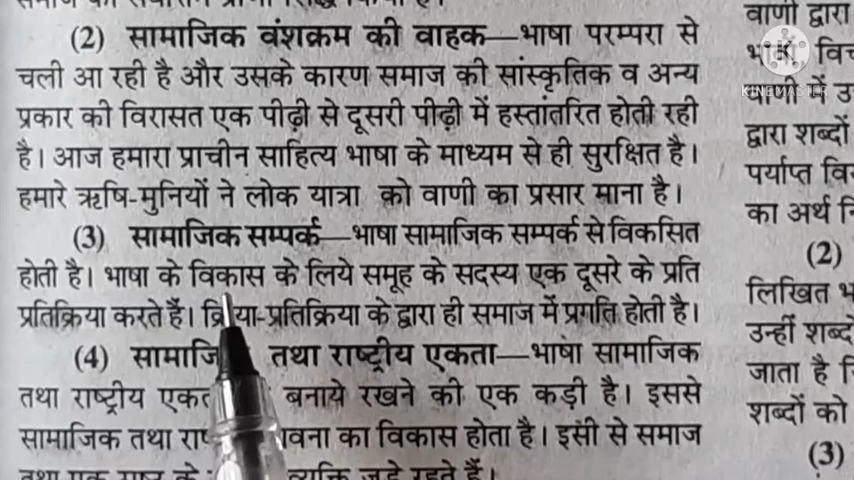 (2) सामाजिक वंशक्रम की वाहक—भाषा परम्परा से
चली आ रही है और उसके कारण समाज की सांस्कृतिक व अन्य
प्रकार की विरासत एक पीढ़ी से दूसरी पीढ़ी में हस्तांतरित होती रही
है। आज हमारा प्राचीन साहित्य भाषा के माध्यम से ही सुरक्षित है।
हमारे ऋषि-मुनियों ने लोक यात्रा को वाणी का प्रसार माना है।
(3) सामाजिक सम्पर्क—भाषा सामाजिक सम्पर्क से विकसित
होती है। भाषा के विकास के लिये समूह के सदस्य एक दूसरे के प्रति
प्रतिक्रिया करते हैं। क्रिया-प्रतिक्रिया के द्वारा ही समाज में प्रगति होती है।
(4) तथा राष्ट्रीय एकता—भाषा सामाजिक
तथा राष्ट्रीय बनाये रखने की एक कड़ी है। इससे
सामाजिक तथा का विकास होता है। इसी से समाज
व्यक्ति जुड़े रहते हैं।
वाणी द्वारा
वाणी में
द्वारा शब्दों
पर्याप्त
का अर्थ
(2)
लिखित
उन्हीं शब्दों
जाता है
शब्दों को
(3)
KINEMASTER